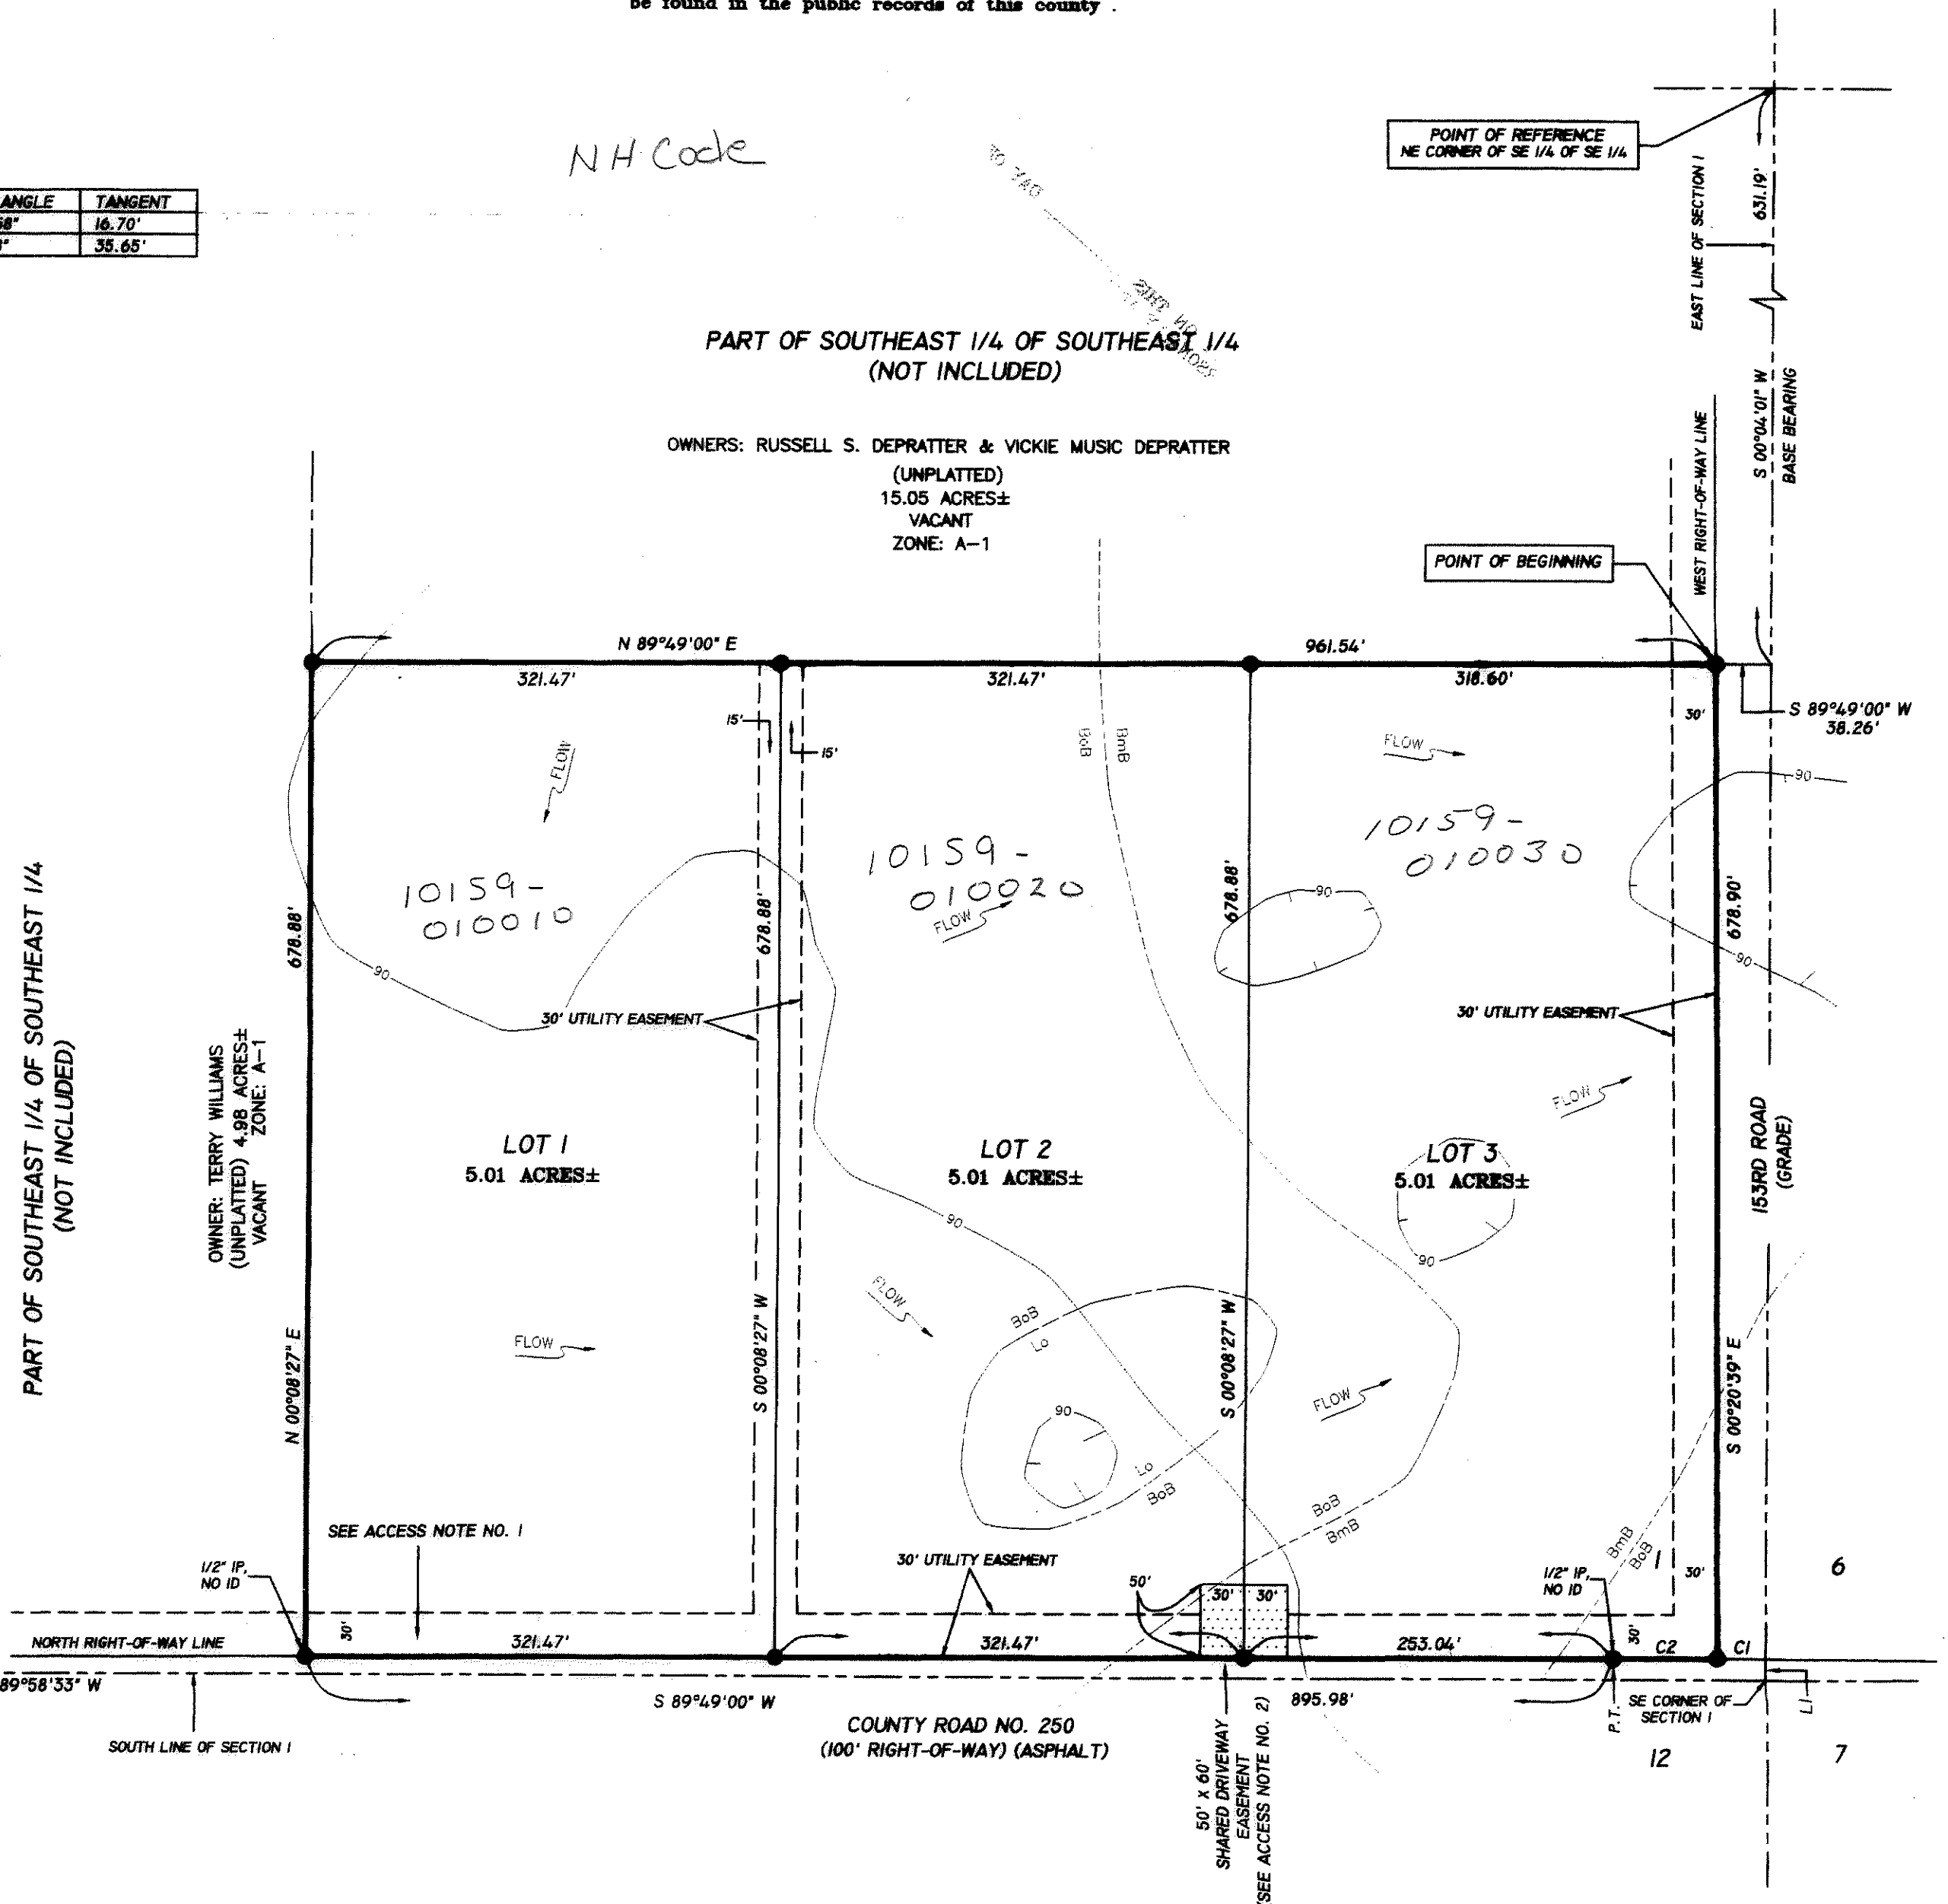 be found in the public records of this county .
NH Code
ANGLE TANGENT
58" 16.70'
35.65'
POINT OF REFERENCE
NE CORNER OF SE 1/4 OF SE 1/4
EAST LINE OF SECTION 1
631.19'
S 00°04'01" W
BASE BEARING
WEST RIGHT-OF-WAY LINE
PART OF SOUTHEAST 1/4 OF SOUTHEAST 1/4
(NOT INCLUDED)
OWNERS: RUSSELL S. DEPRATTER & VICKIE MUSIC DEPRATTER
(UNPLATTED)
15.05 ACRES±
VACANT
ZONE: A-1
POINT OF BEGINNING
N 89°49'00" E
961.54'
321.47'
321.47'
318.60'
S 89°49'00" W
38.26'
15'
15'
30'
FLOW
BoB
BmB
FLOW
90
10159-
010010
10159-
010020
FLOW
10159-
010030
90
90
90
678.88'
678.88'
678.88'
678.90'
30' UTILITY EASEMENT
30' UTILITY EASEMENT
PART OF SOUTHEAST 1/4 OF SOUTHEAST 1/4
(NOT INCLUDED)
OWNER: TERRY WILLIAMS
(UNPLATTED) 4.98 ACRES±
VACANT ZONE: A-1
LOT 1
5.01 ACRES±
LOT 2
5.01 ACRES±
LOT 3
5.01 ACRES±
FLOW
153RD ROAD
(GRADE)
90
90
FLOW
FLOW
BoB
Lo
90
Lo
BoB
FLOW
BoB
BmB
BmB
BoB
N 00°08'27" E
S 00°08'27" W
S 00°08'27" W
S 00°20'39" E
SEE ACCESS NOTE NO. 1
1/2" IP,
NO ID
30'
30' UTILITY EASEMENT
50'
30' 30'
1/2" IP,
NO ID
1
30'
30'
6
NORTH RIGHT-OF-WAY LINE
321.47'
321.47'
253.04'
C2
C1
89°58'33" W
S 89°49'00" W
895.98'
P.T.
SE CORNER OF
SECTION 1
L1
SOUTH LINE OF SECTION 1
COUNTY ROAD NO. 250
(100' RIGHT-OF-WAY) (ASPHALT)
12
7
50' X 60'
SHARED DRIVEWAY
EASEMENT
(SEE ACCESS NOTE NO. 2)